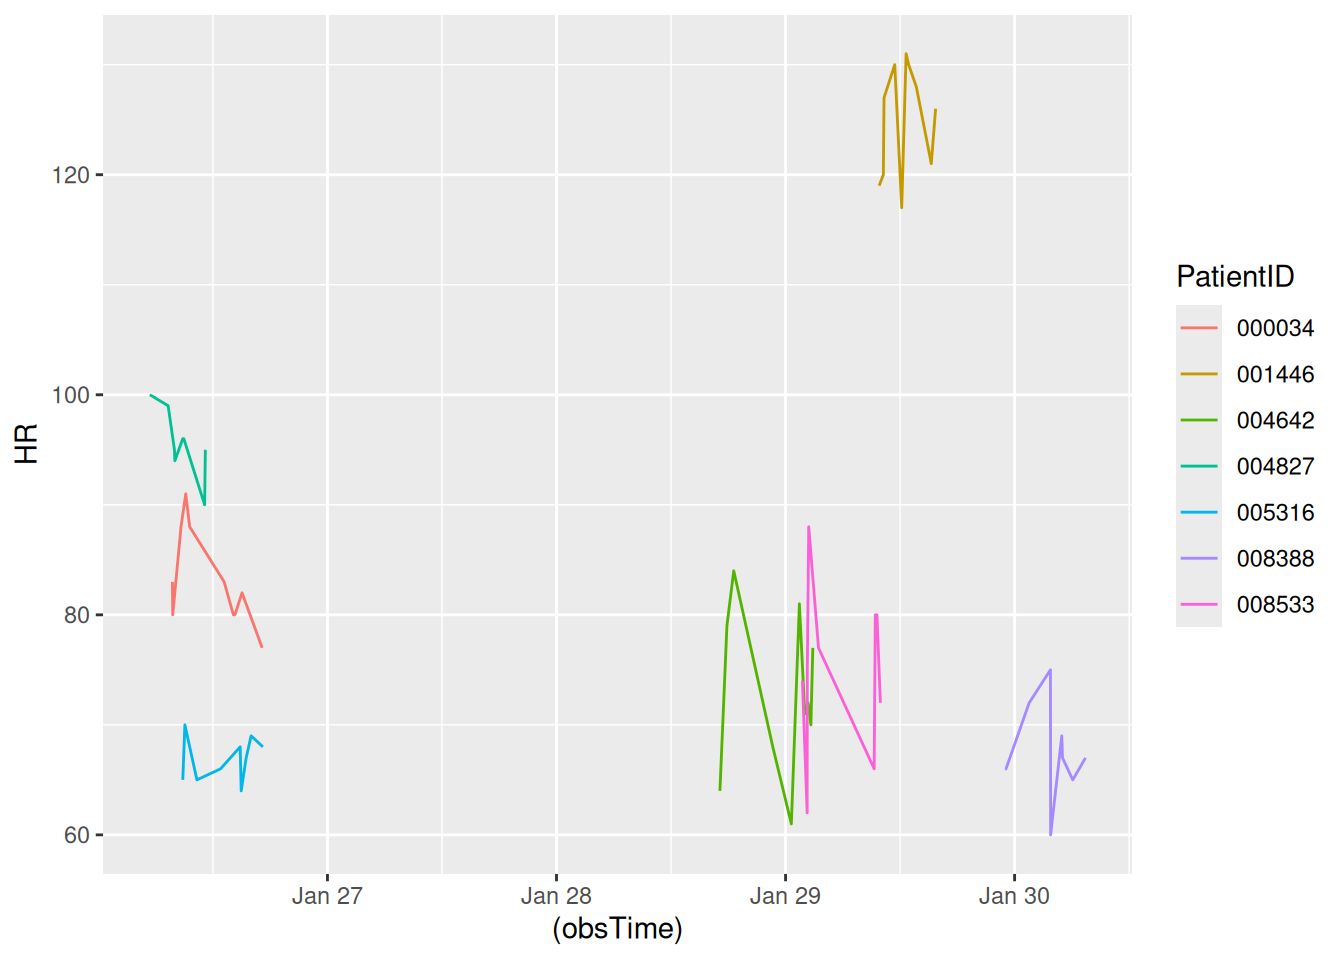 HR
120
100
80
60
Jan 27
Jan 28
Jan 29
Jan 30
(obsTime)
PatientID
000034
001446
004642
004827
005316
008388
008533